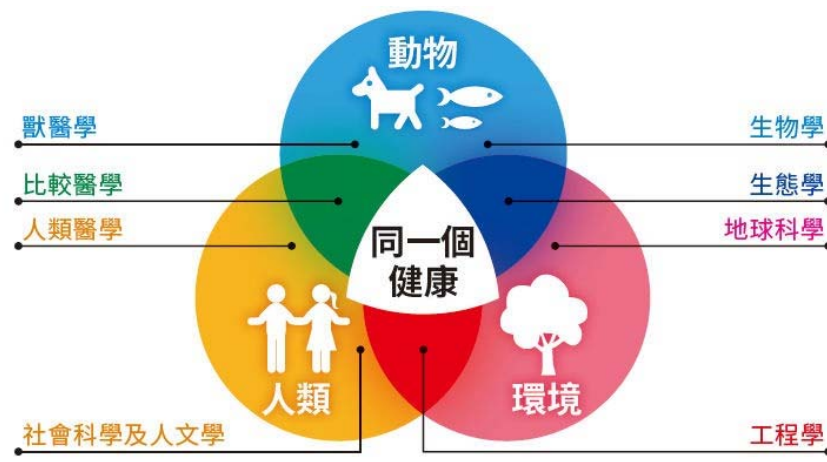 動物
獸醫學
生物學
比較醫學
生態學
人類醫學
地球科學
同一個
健康
人類
環境
社會科學及人文學
工程學